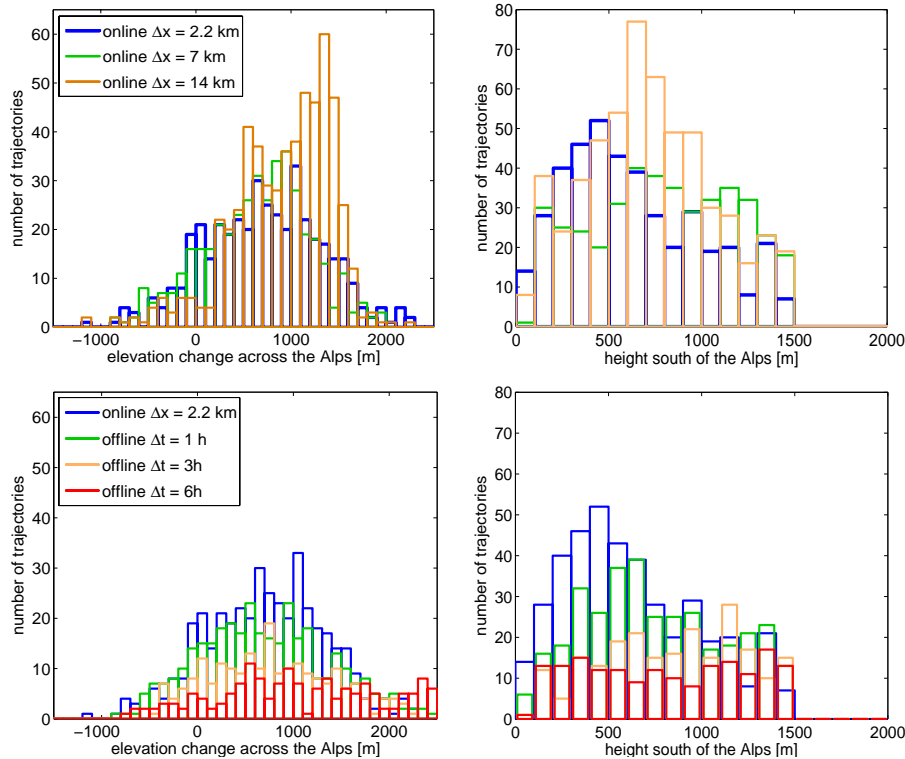 60
50
40
30
20
10
0
number of trajectories
online Δx = 2.2 km
online Δx = 7 km
online Δx = 14 km
−1000 0 1000 2000
elevation change across the Alps [m]
80
70
60
50
40
30
20
10
0
number of trajectories
500 1000 1500 2000
height south of the Alps [m]
60
50
40
30
20
10
0
number of trajectories
online Δx = 2.2 km
offline Δt = 1 h
offline Δt = 3h
offline Δt = 6h
−1000 0 1000 2000
elevation change across the Alps [m]
80
70
60
50
40
30
20
10
0
number of trajectories
500 1000 1500 2000
height south of the Alps [m]